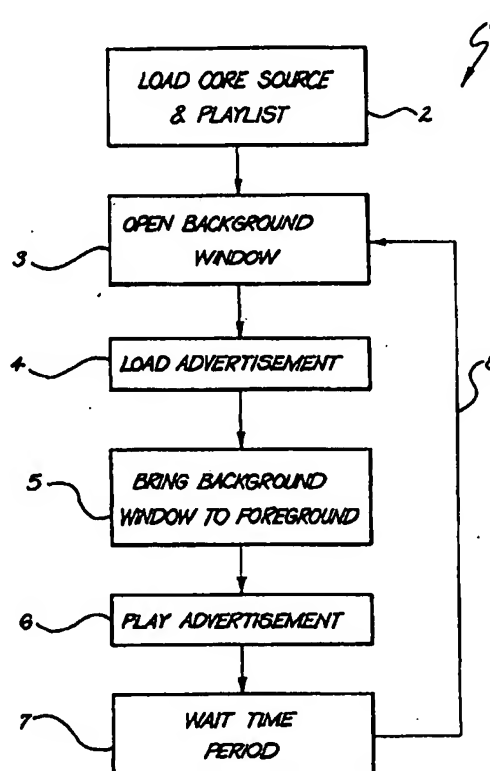 LOAD CORE SOURCE
& PLAYLIST
2
OPEN BACKGROUND
WINDOW
3
4
LOAD ADVERTISEMENT
5
BRING BACKGROUND
WINDOW TO FOREGROUND
6
PLAY ADVERTISEMENT
7
WAIT TIME
PERIOD